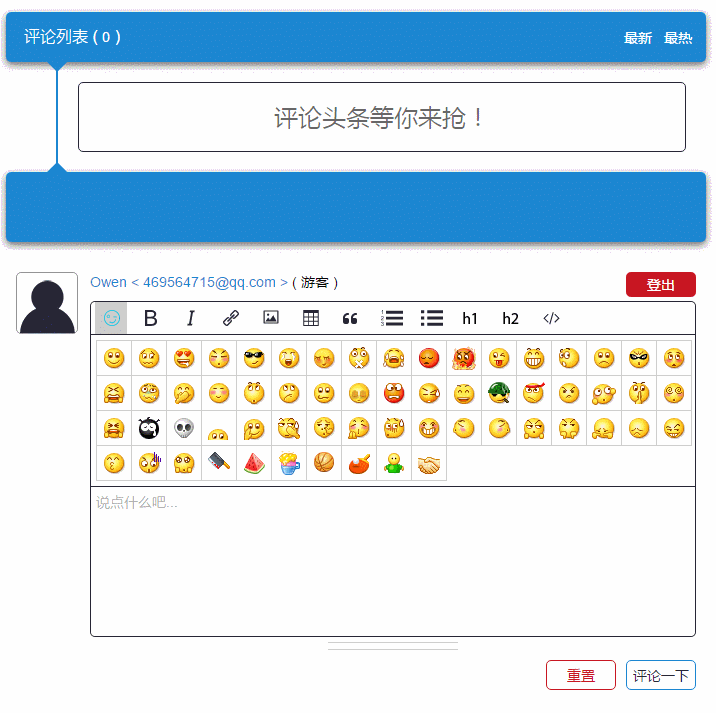 评论列表 ( 0 )
最新 最热
评论头条等你来抢！
Owen < 469564715@qq.com > ( 游客 )
登出
B I h1 h2 </>
说点什么吧...
重置 评论一下